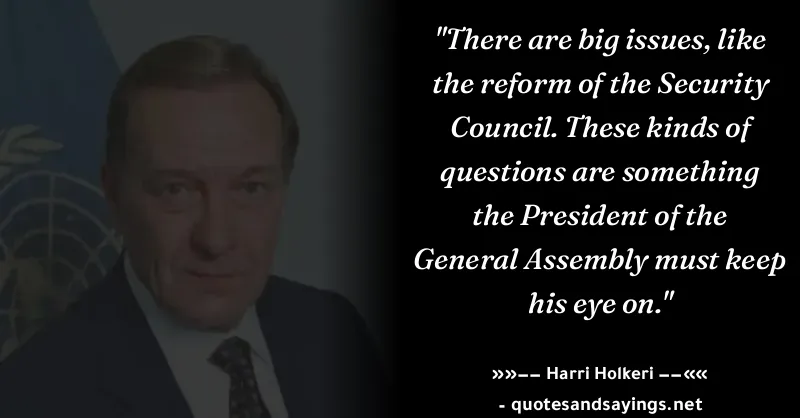 "There are big issues, like
the reform of the Security
Council. These kinds of
questions are something
the President of the
General Assembly must keep
his eye on."
»»−− Harri Holkeri −−««
- quotesandsayings.net